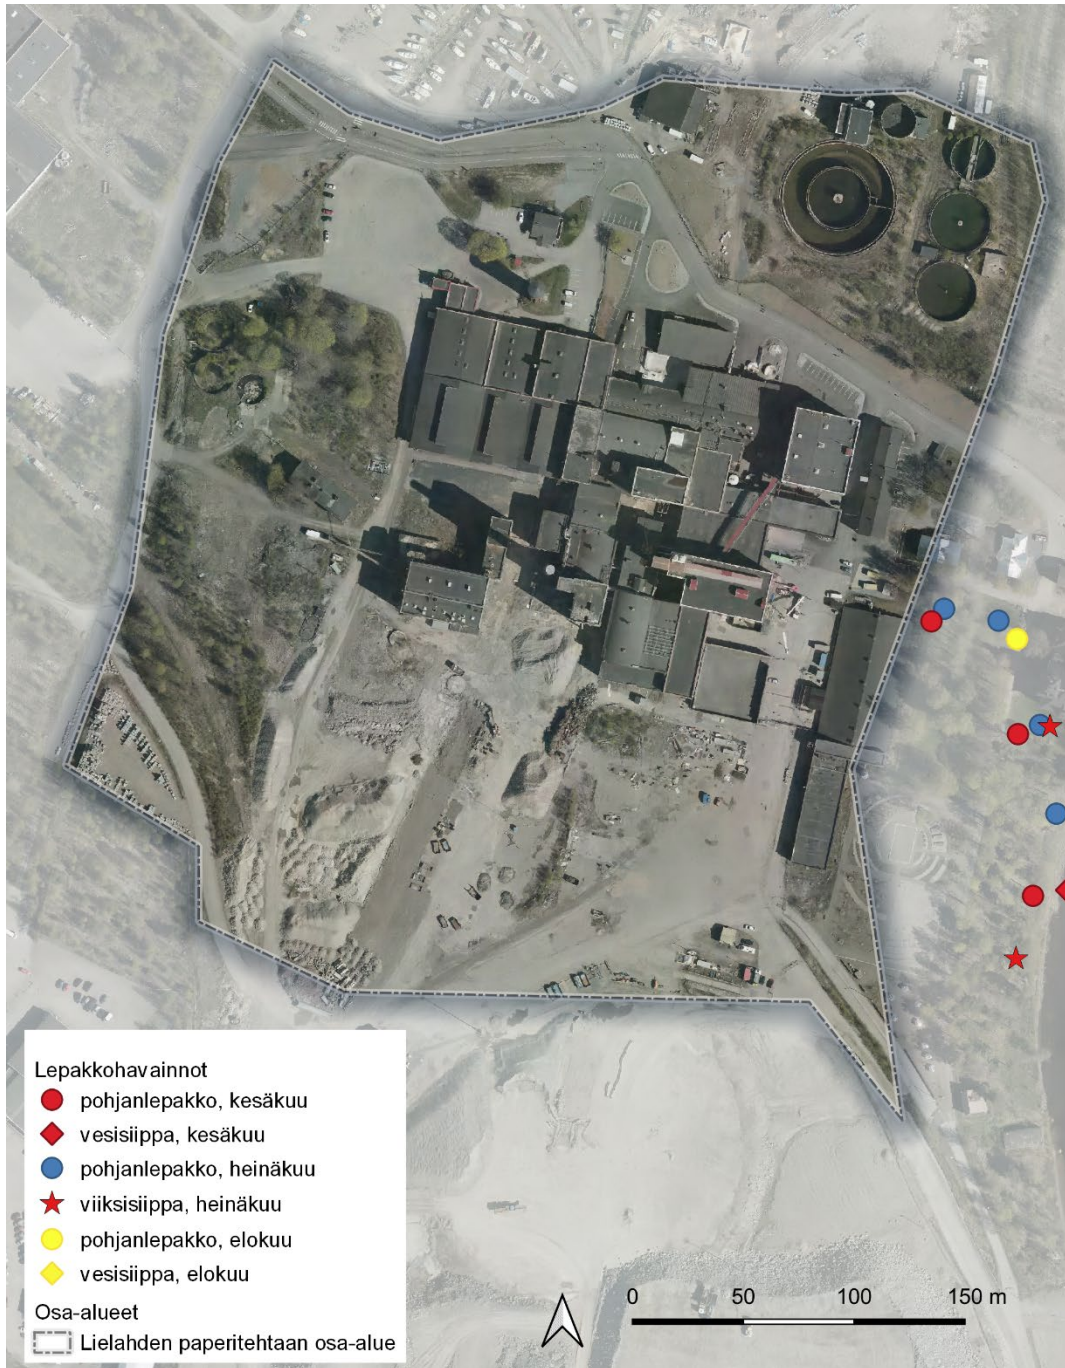 Lepakkohavainnot
pohjanlepakko, kesäkuu
vesisiippa, kesäkuu
pohjanlepakko, heinäkuu
viiksisiippa, heinäkuu
pohjanlepakko, elokuu
vesisiippa, elokuu
Osa-alueet
Lielahden paperitehtaan osa-alue
0 50 100 150 m